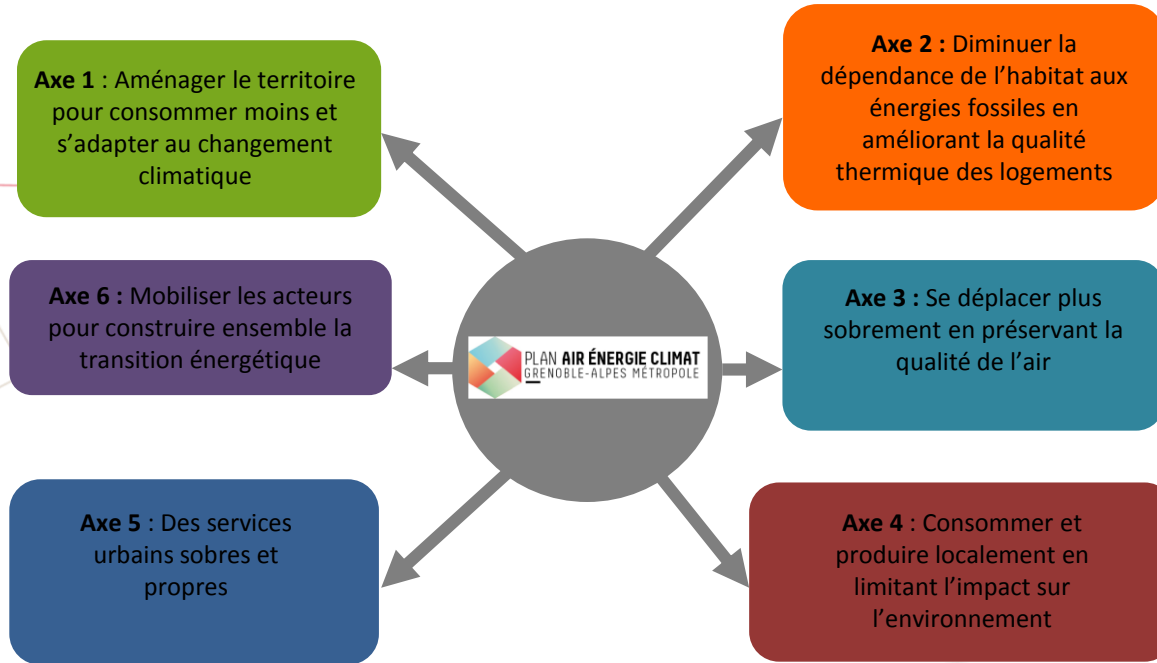 Axe 1 : Aménager le territoire
pour consommer moins et
s’adapter au changement
climatique
Axe 2 : Diminuer la
dépendance de l’habitat aux
énergies fossiles en
améliorant la qualité
thermique des logements
Axe 6 : Mobiliser les acteurs
pour construire ensemble la
transition énergétique
PLAN AIR ÉNERGIE CLIMAT
GRENOBLE-ALPES MÉTROPOLE
Axe 3 : Se déplacer plus
sobrement en préservant la
qualité de l’air
Axe 5 : Des services
urbains sobres et
propres
Axe 4 : Consommer et
produire localement en
limitant l’impact sur
l’environnement